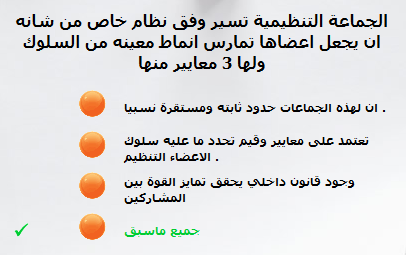 الجماعة التنظيمية تسير وفق نظام خاص من شانه
ان يجعل اعضاها تمارس انماط معينه من السلوك
ولها 3 معايير منها
ان لهذه الجماعات حدود ثابته ومستقرة نسبيا .
تعتمد على معايير وقيم تحدد ما عليه سلوك
الاعضاء التنظيم .
وجود قانون داخلي يحقق تمايز القوة بين
المشاركين
جميع ماسبق